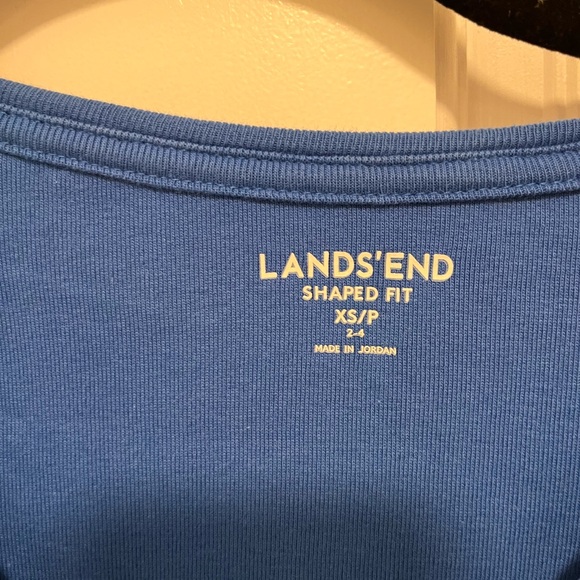 LANDS'END
SHAPED FIT
XS/P
2-4
MADE IN JORDAN